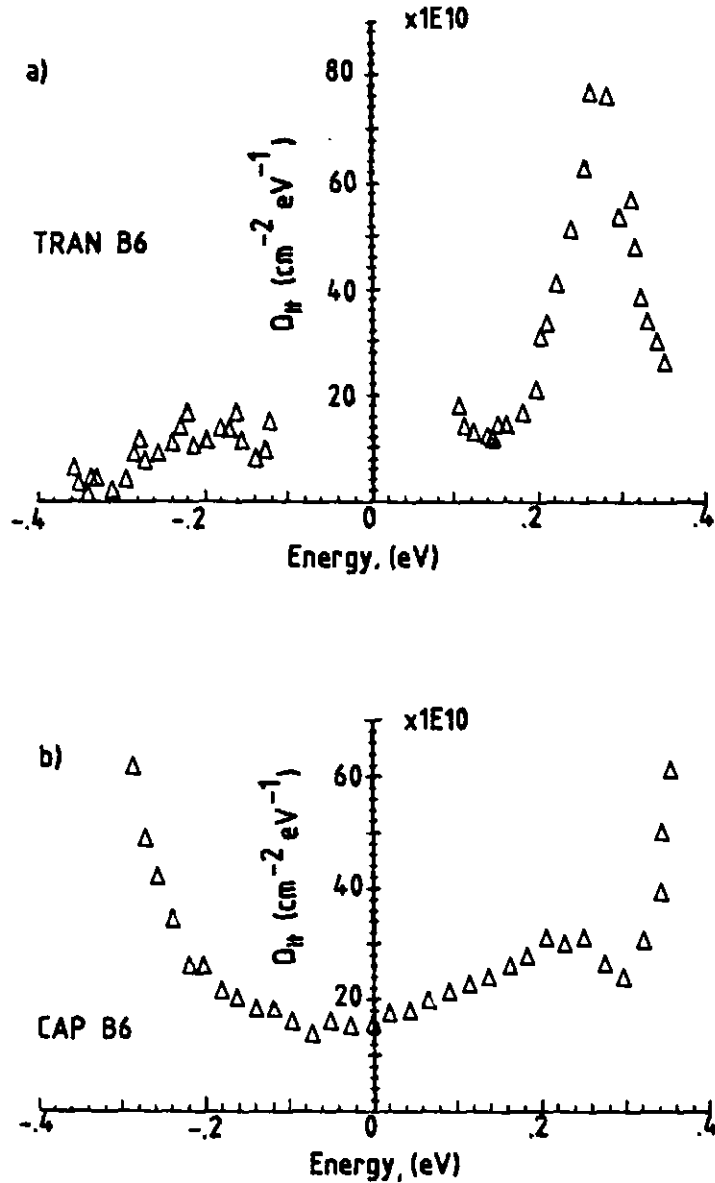 x1E10
a)
80
60
TRAN B6
D_it (cm^-2 eV^-1)
40
20
-.4 -.2 0 .2 .4
Energy, (eV)
x1E10
b)
60
D_it (cm^-2 eV^-1)
40
20
CAP B6
-.4 -.2 0 .2 .4
Energy, (eV)